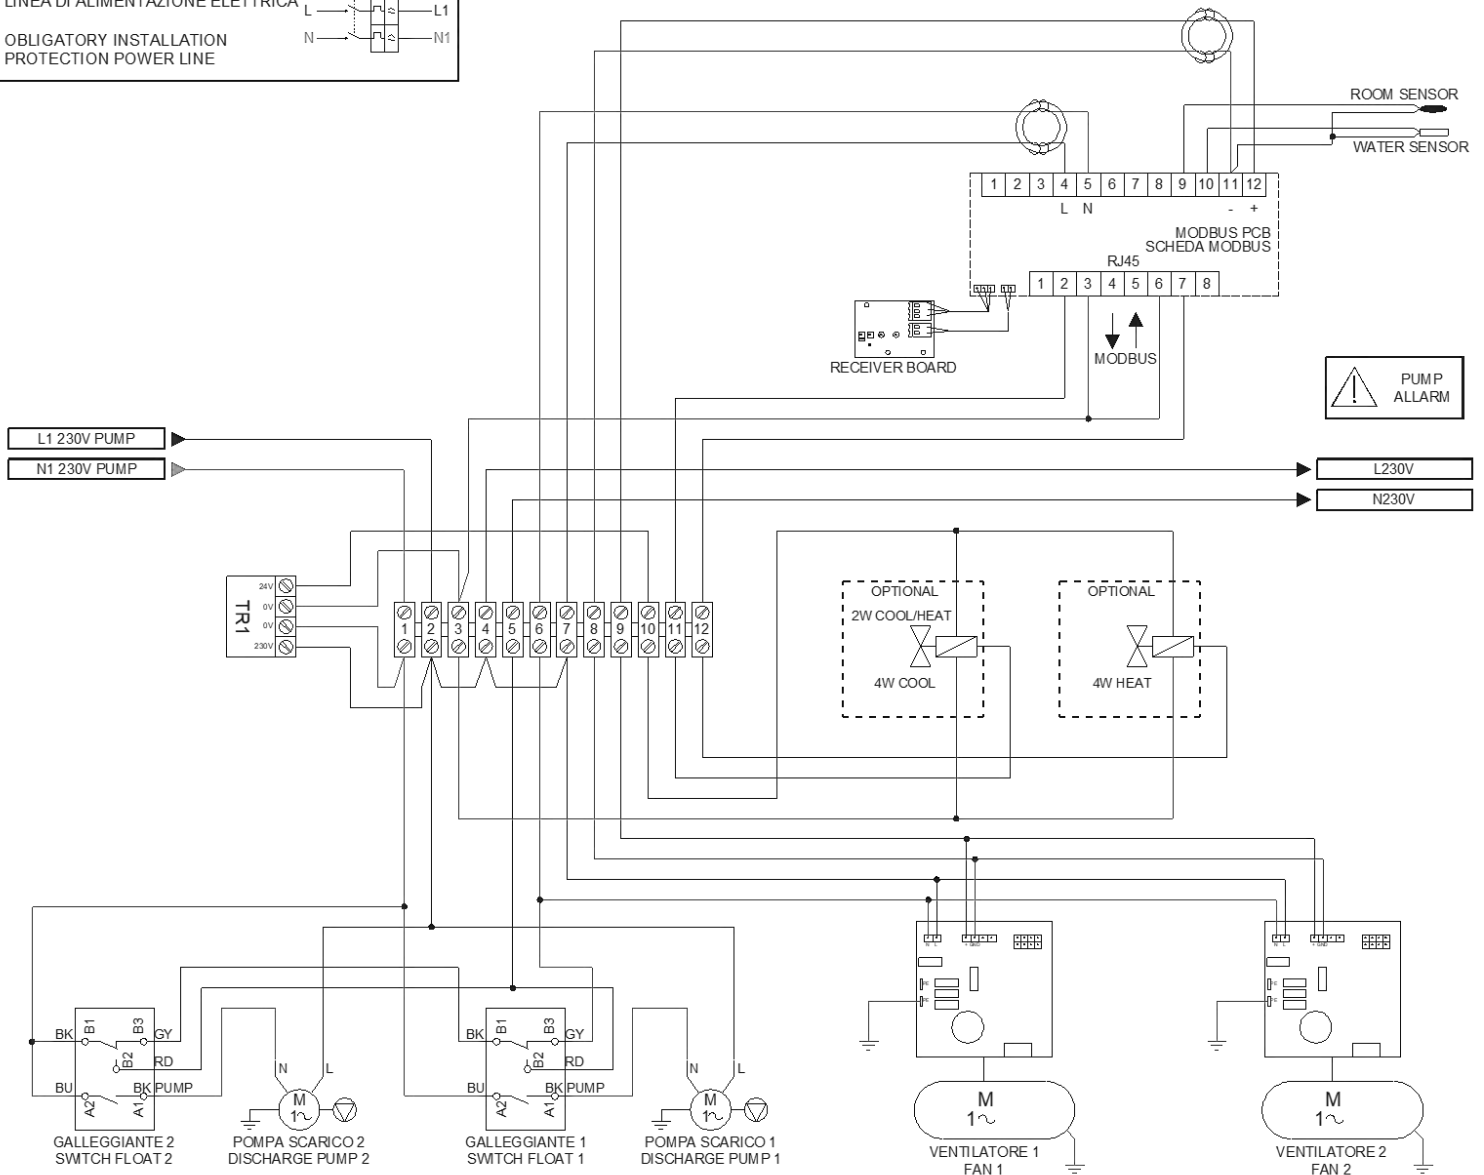 LINEA DI ALIMENTAZIONE ELETTRICA
L L1
OBLIGATORY INSTALLATION
PROTECTION POWER LINE
N N1
ROOM SENSOR
WATER SENSOR
1 2 3 4 5 6 7 8 9 10 11 12
L N - +
MODBUS PCB
SCHEDA MODBUS
RJ45
1 2 3 4 5 6 7 8
MODBUS
RECEIVER BOARD
PUMP
ALLARM
L1 230V PUMP
N1 230V PUMP
L230V
N230V
TR1
24V
0V
0V
230V
1 2 3 4 5 6 7 8 9 10 11 12
OPTIONAL
2W COOL/HEAT
4W COOL
OPTIONAL
4W HEAT
BK B1 B3 GY
B2 RD
BU A2 A1 BK PUMP
GALLEGGIANTE 2
SWITCH FLOAT 2
N L
M
1~
POMPA SCARICO 2
DISCHARGE PUMP 2
BK B1 B3 GY
B2 RD
BU A2 A1 BK PUMP
GALLEGGIANTE 1
SWITCH FLOAT 1
N L
M
1~
POMPA SCARICO 1
DISCHARGE PUMP 1
N L + GND
PE
PE
M
1~
VENTILATORE 1
FAN 1
N L + GND
PE
PE
M
1~
VENTILATORE 2
FAN 2